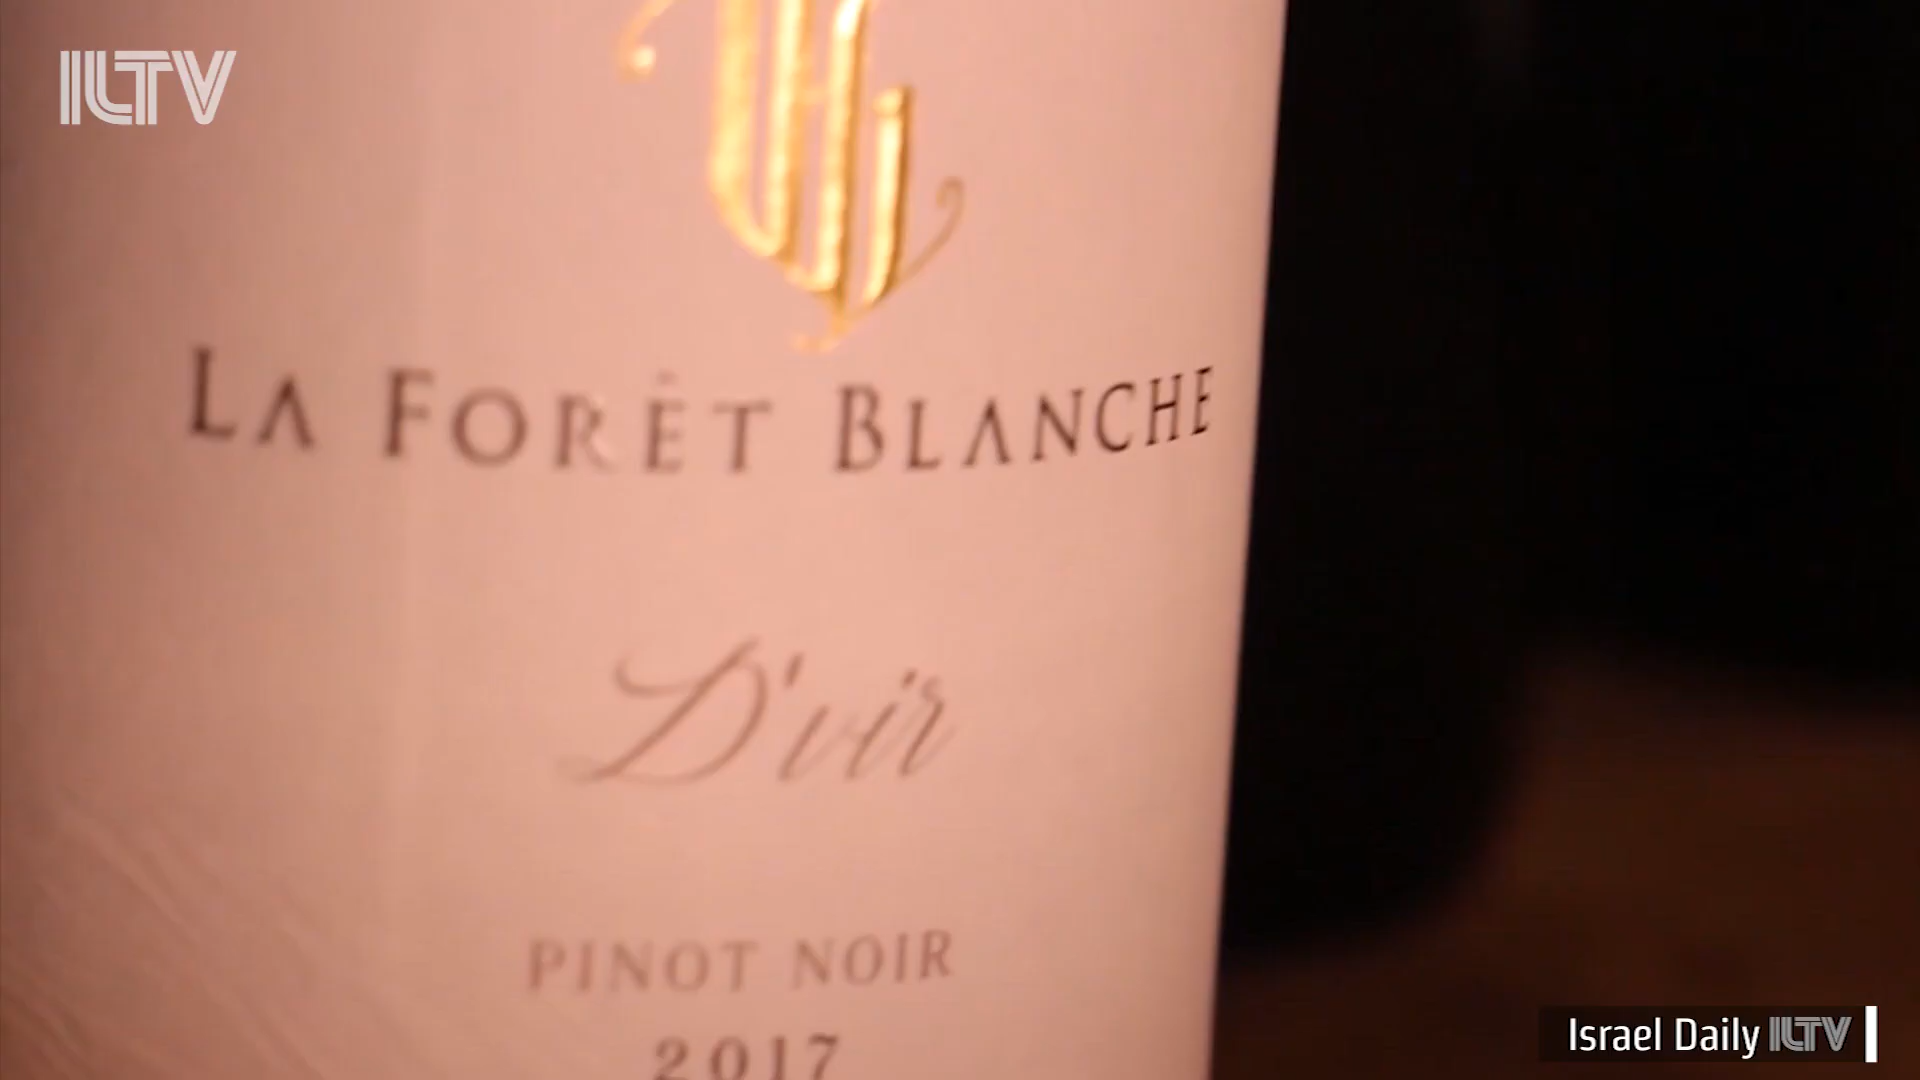 ILTV
LA FORÊT BLANCHE
D'vir
PINOT NOIR
2017
Israel Daily ILTV